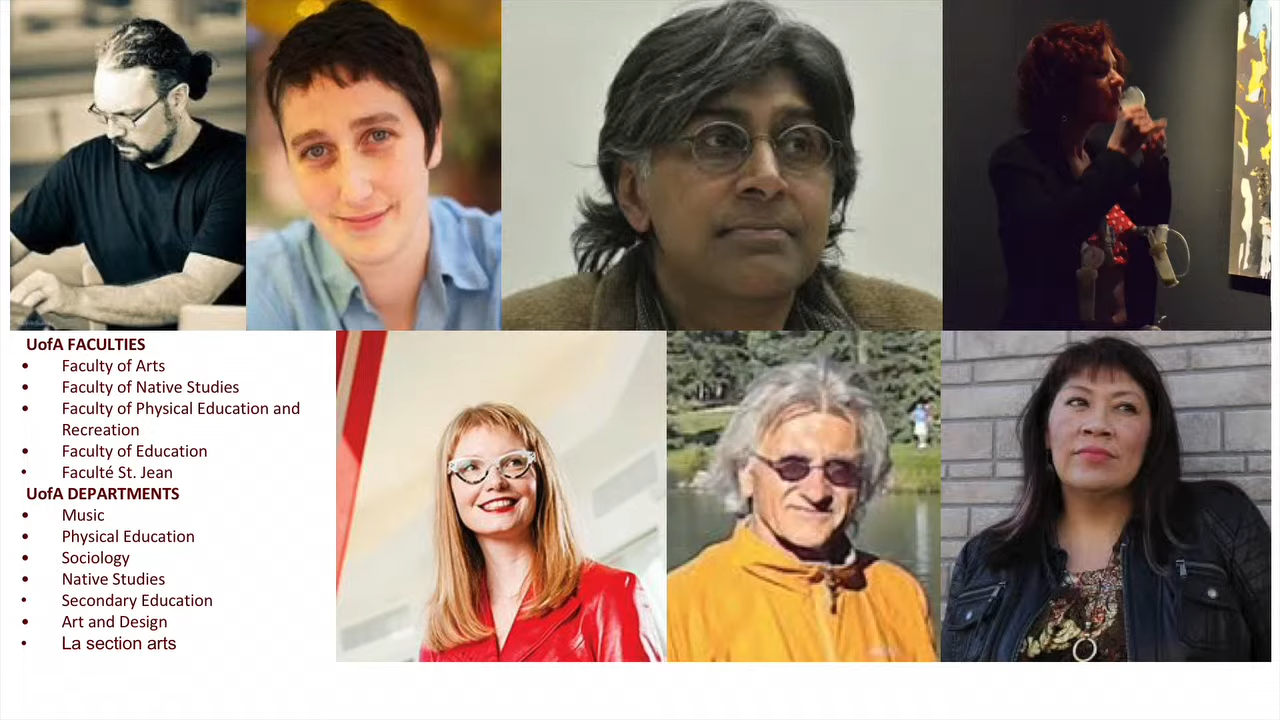 UofA FACULTIES
• Faculty of Arts
• Faculty of Native Studies
• Faculty of Physical Education and
Recreation
• Faculty of Education
• Faculté St. Jean
UofA DEPARTMENTS
• Music
• Physical Education
• Sociology
• Native Studies
• Secondary Education
• Art and Design
• La section arts